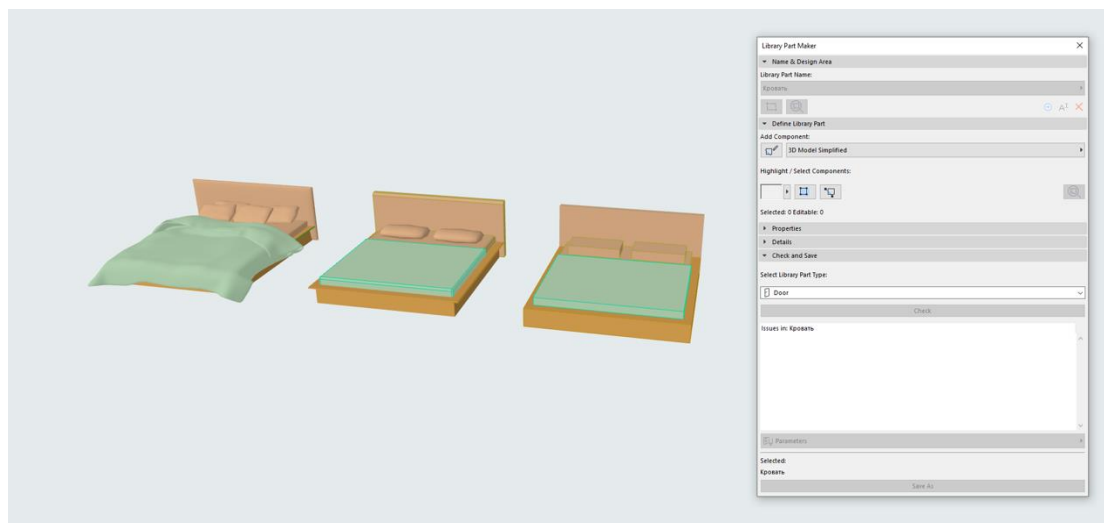 Library Part Maker
Name & Design Area
Library Part Name:
Кровать
Define Library Part
Add Component:
3D Model Simplified
Highlight / Select Components:
Selected: 0 Editable: 0
Properties
Details
Check and Save
Select Library Part Type:
Door
Check
Issues in: Кровать
Parameters
Selected:
Кровать
Save As